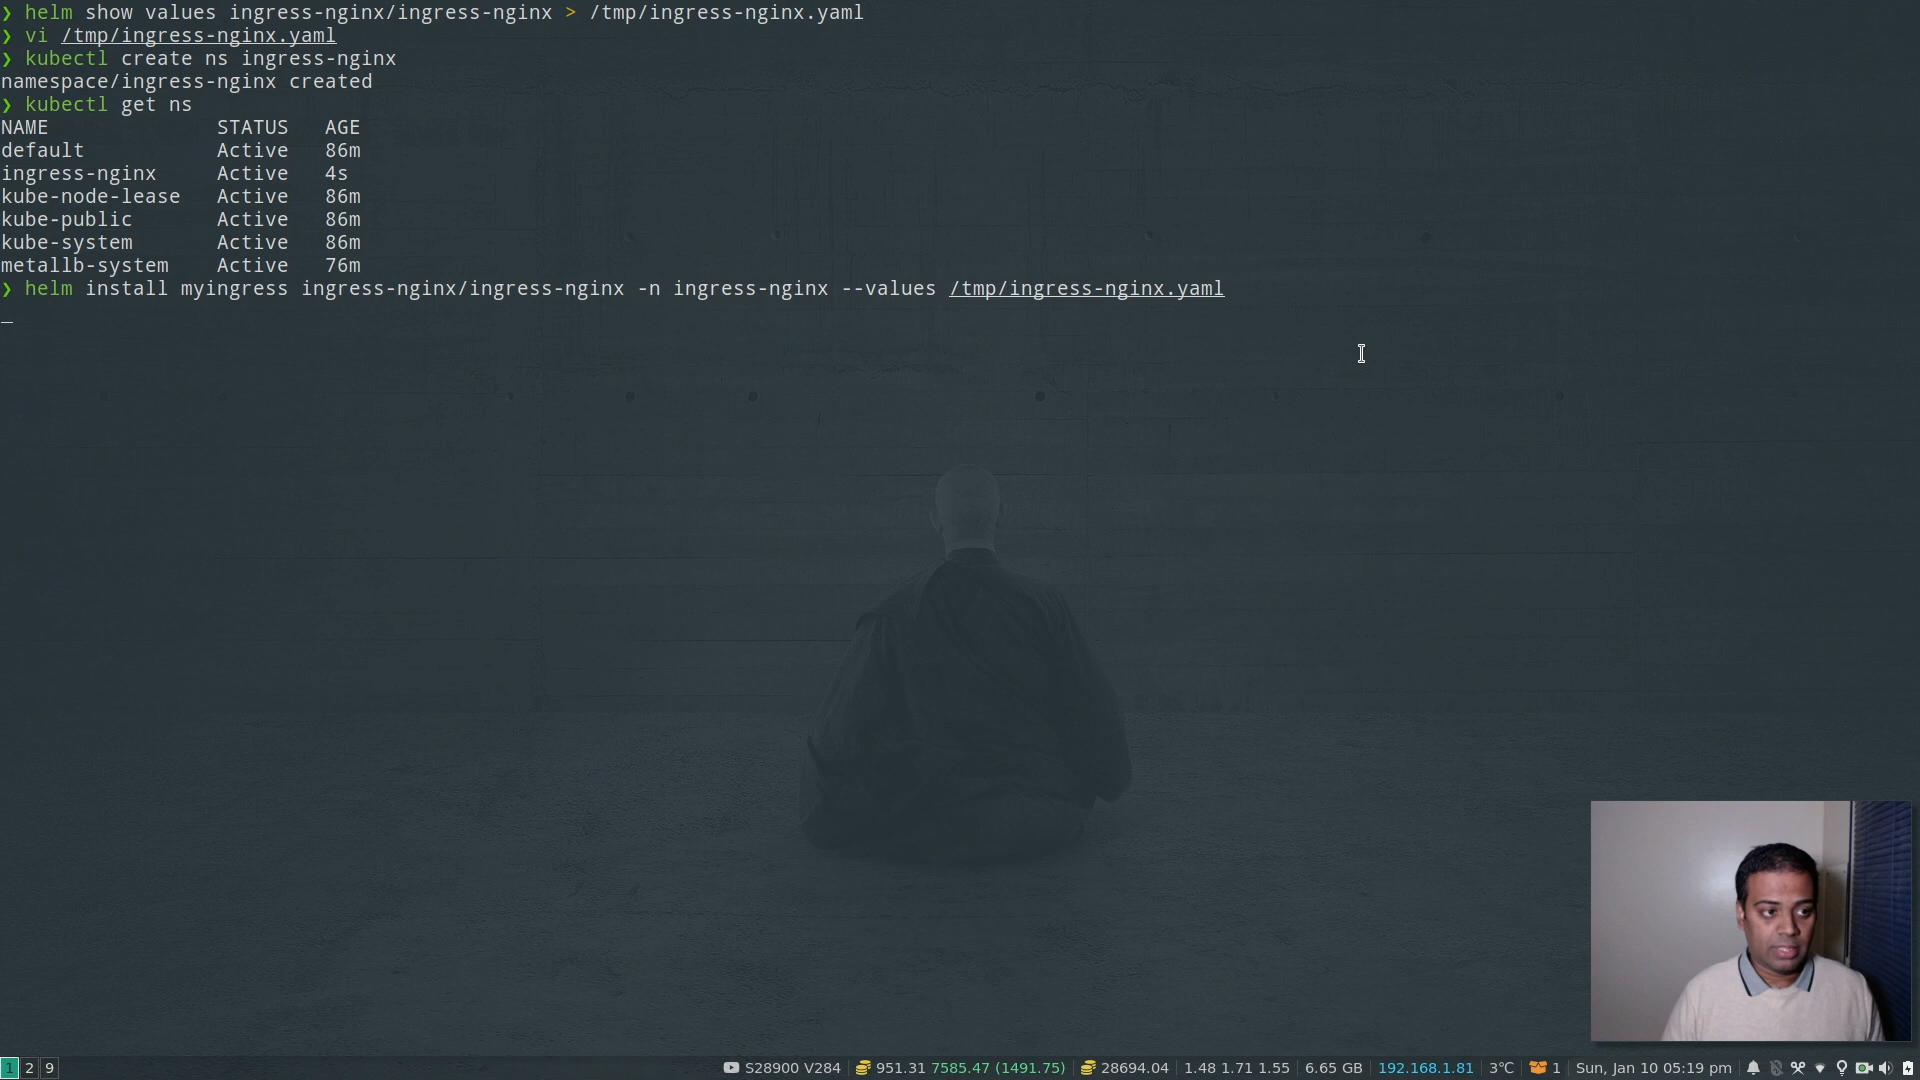 ❯ helm show values ingress-nginx/ingress-nginx > /tmp/ingress-nginx.yaml
❯ vi /tmp/ingress-nginx.yaml
❯ kubectl create ns ingress-nginx
namespace/ingress-nginx created
❯ kubectl get ns
NAME STATUS AGE
default Active 86m
ingress-nginx Active 4s
kube-node-lease Active 86m
kube-public Active 86m
kube-system Active 86m
metallb-system Active 76m
❯ helm install myingress ingress-nginx/ingress-nginx -n ingress-nginx --values /tmp/ingress-nginx.yaml
1 2 9 S28900 V284 951.31 7585.47 (1491.75) 28694.04 1.48 1.71 1.55 6.65 GB 192.168.1.81 3°C 1 Sun, Jan 10 05:19 pm